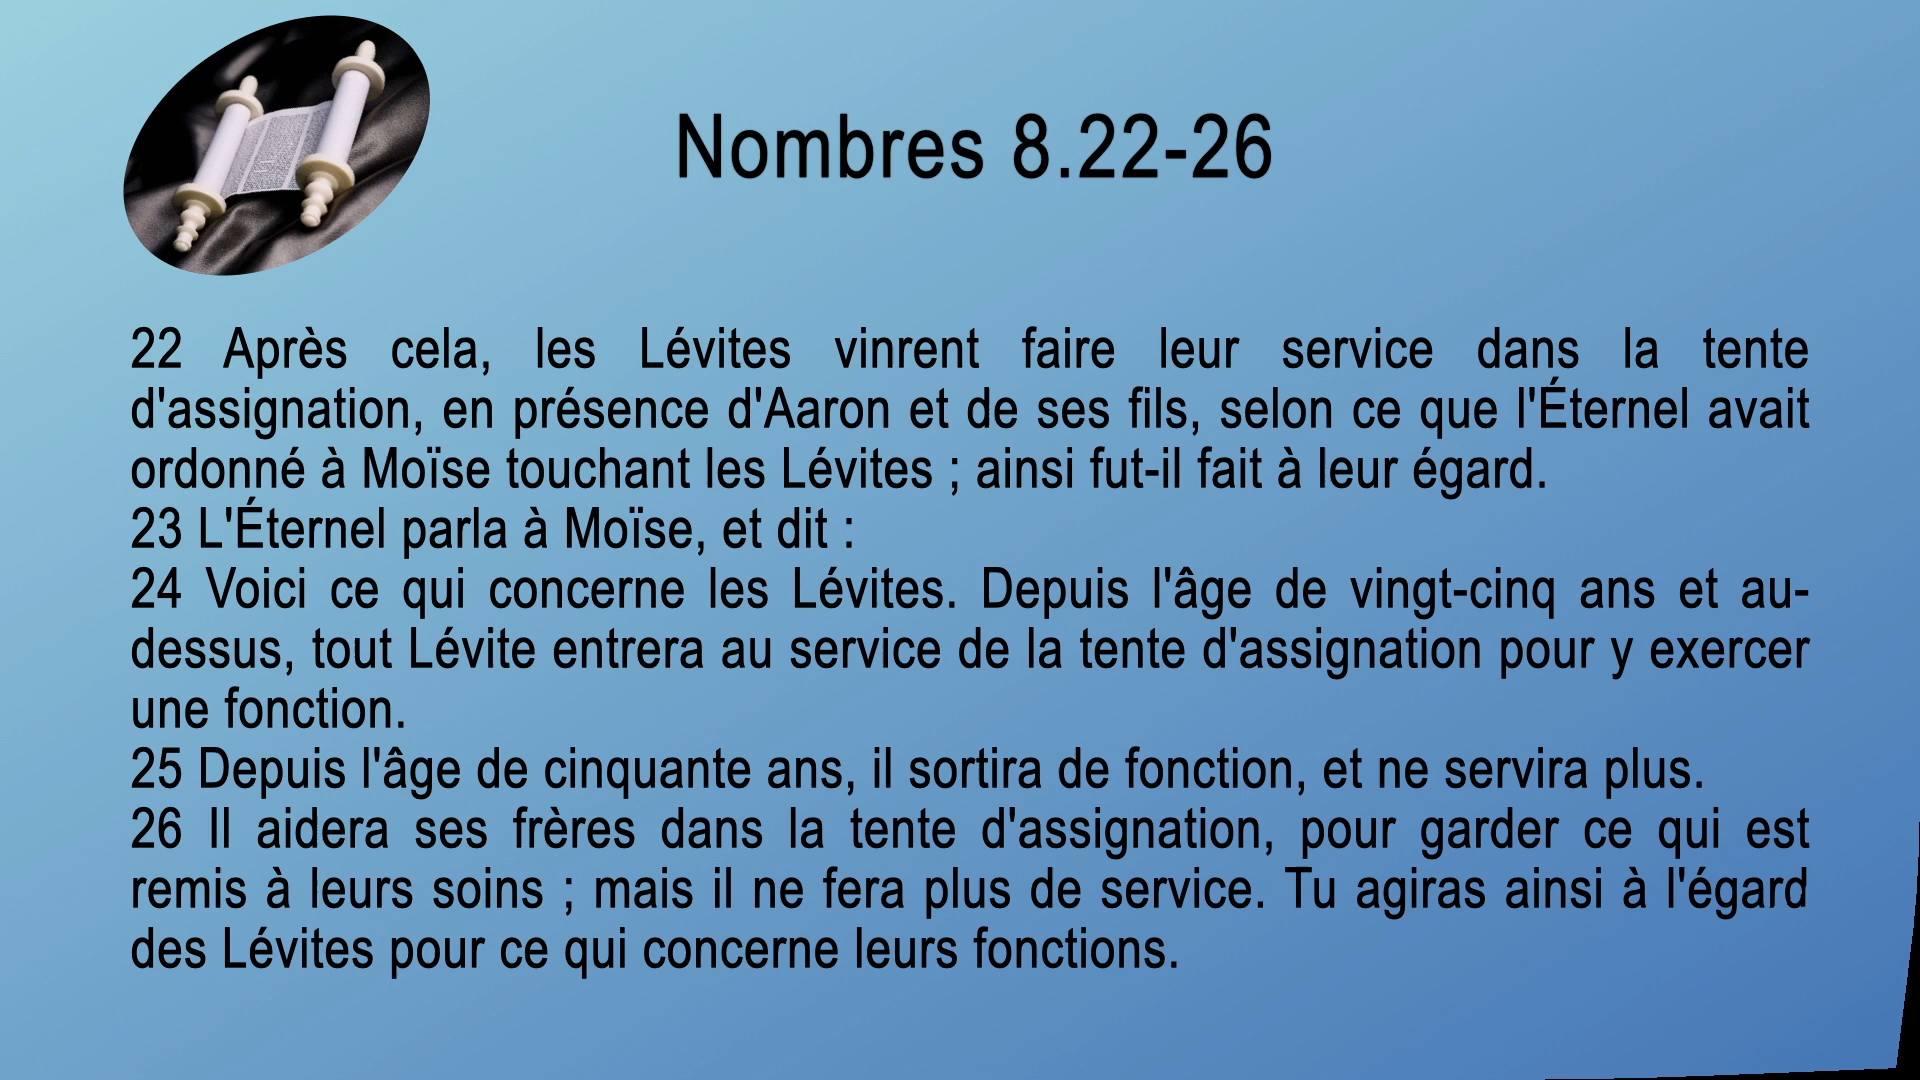 Nombres 8.22-26
22 Après cela, les Lévites vinrent faire leur service dans la tente
d'assignation, en présence d'Aaron et de ses fils, selon ce que l'Éternel avait
ordonné à Moïse touchant les Lévites ; ainsi fut-il fait à leur égard.
23 L'Éternel parla à Moïse, et dit :
24 Voici ce qui concerne les Lévites. Depuis l'âge de vingt-cinq ans et au-
dessus, tout Lévite entrera au service de la tente d'assignation pour y exercer
une fonction.
25 Depuis l'âge de cinquante ans, il sortira de fonction, et ne servira plus.
26 Il aidera ses frères dans la tente d'assignation, pour garder ce qui est
remis à leurs soins ; mais il ne fera plus de service. Tu agiras ainsi à l'égard
des Lévites pour ce qui concerne leurs fonctions.